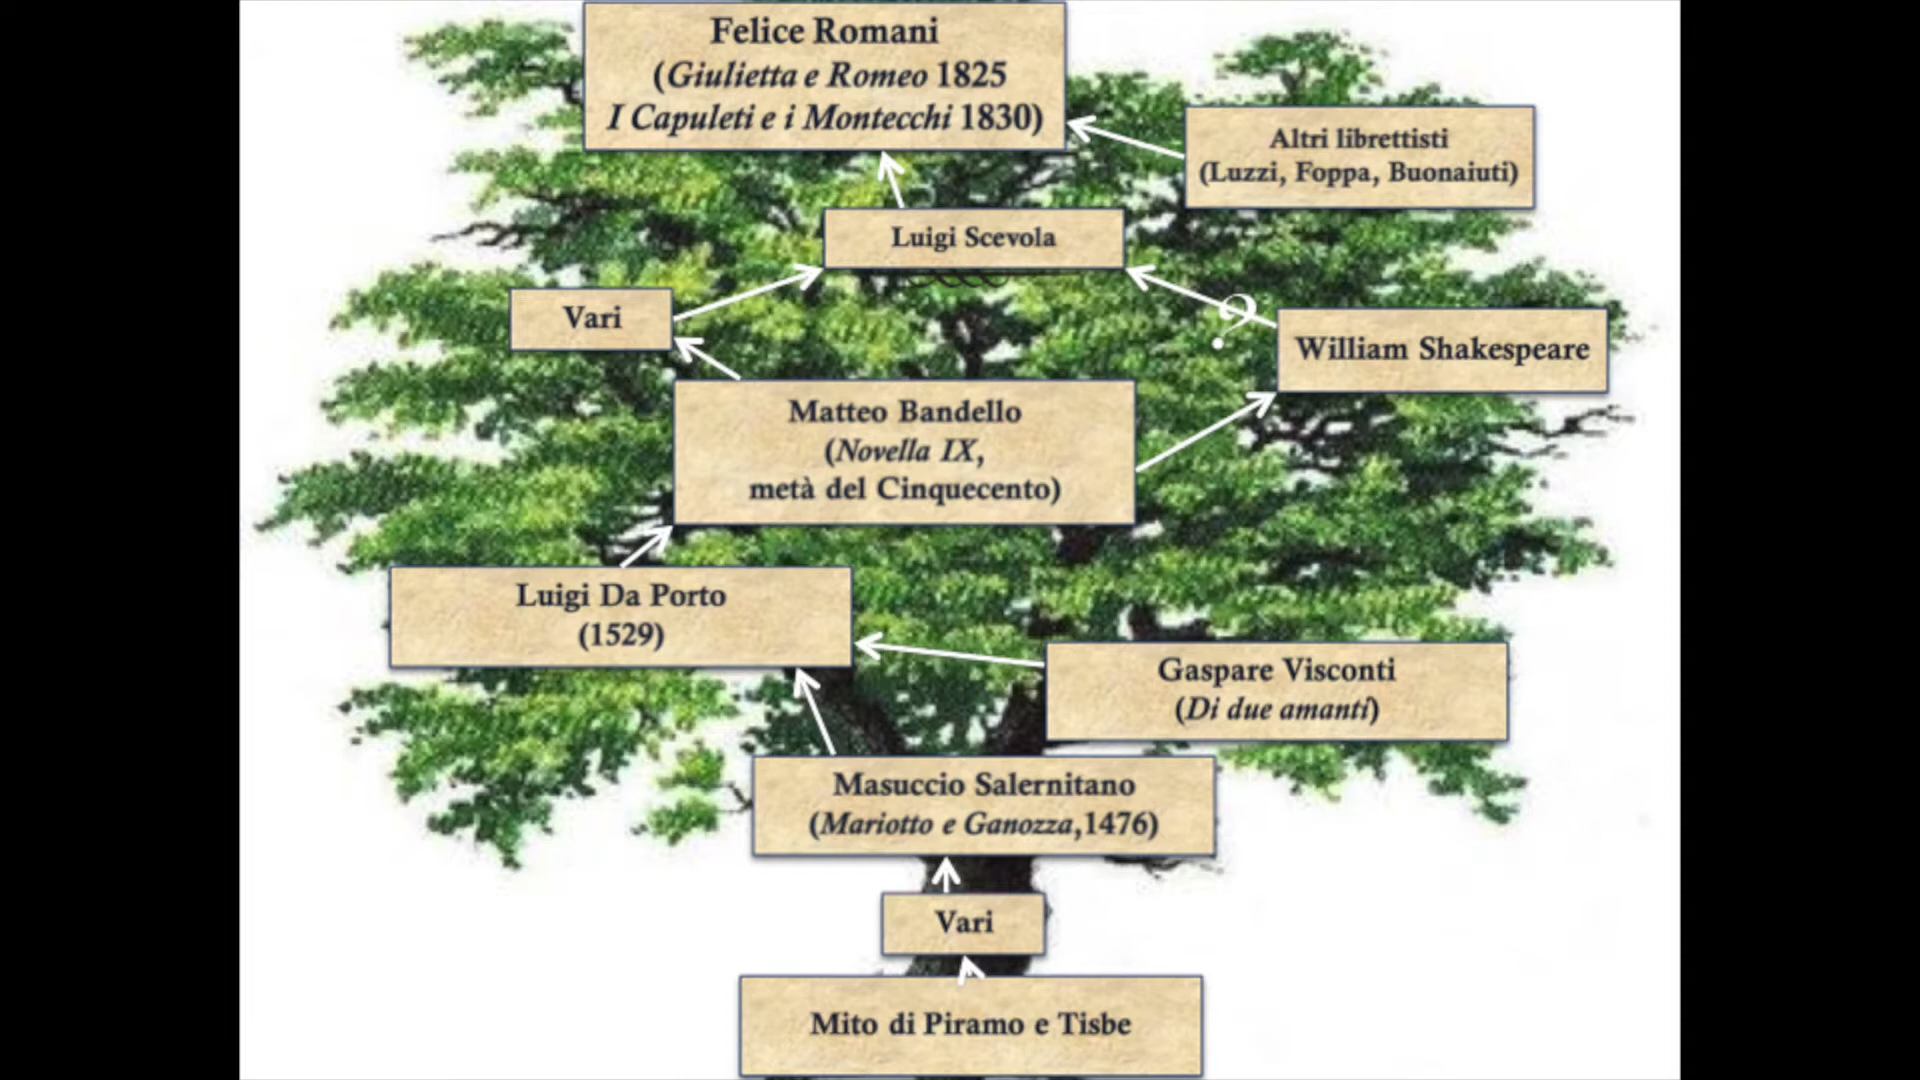 Felice Romani
(Giulietta e Romeo 1825
I Capuleti e i Montecchi 1830)
Altri librettisti
(Luzzi, Foppa, Buonaiuti)
Luigi Scevola
Vari
?
William Shakespeare
Matteo Bandello
(Novella IX,
metà del Cinquecento)
Luigi Da Porto
(1529)
Gaspare Visconti
(Di due amanti)
Masuccio Salernitano
(Mariotto e Ganozza,1476)
Vari
Mito di Piramo e Tisbe